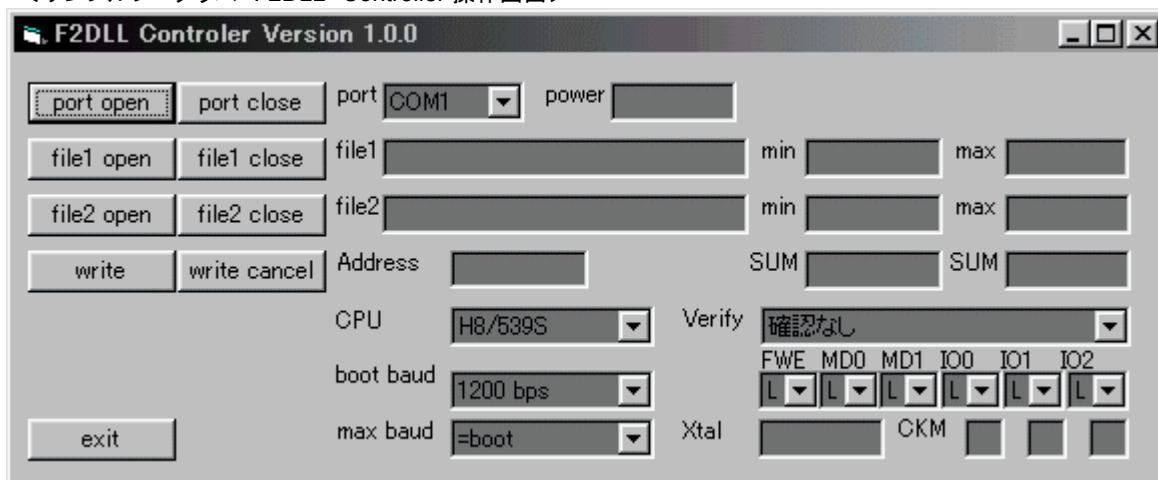 F2DLL Controler Version 1.0.0
port open port close port COM1 power
file1 open file1 close file1 min max
file2 open file2 close file2 min max
write write cancel Address SUM SUM
CPU H8/539S Verify 確認なし
FWE MD0 MD1 IO0 IO1 IO2
boot baud 1200 bps L L L L L L
exit max baud =boot Xtal CKM